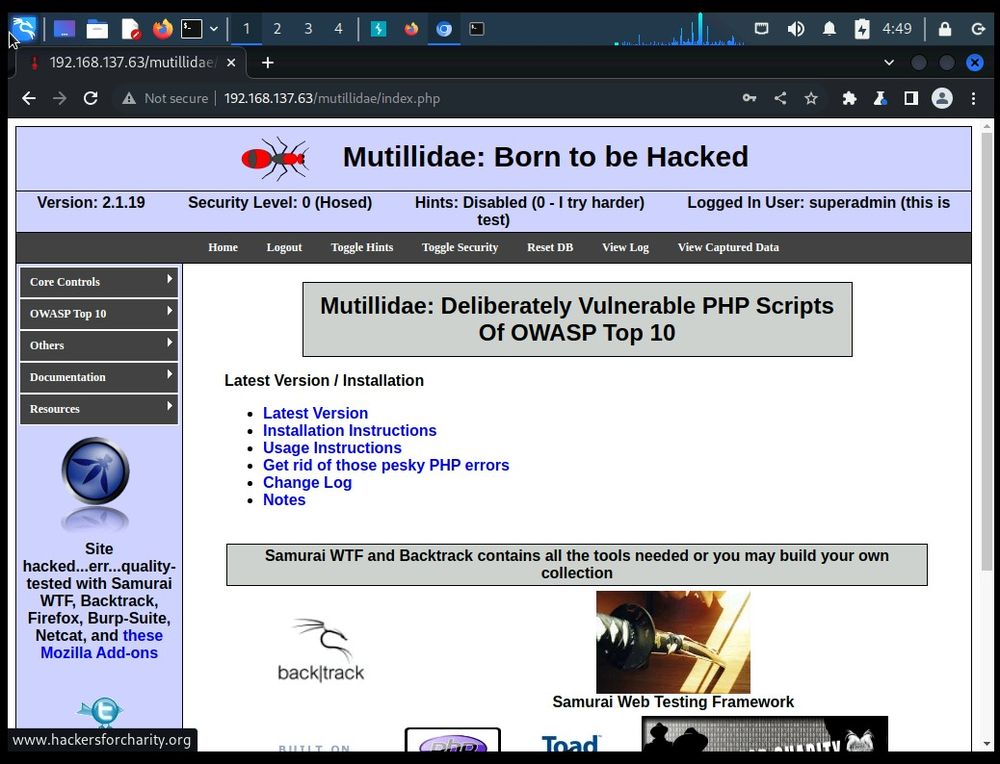 1 2 3 4 4:49
192.168.137.63/mutillidae/
Not secure 192.168.137.63/mutillidae/index.php
Mutillidae: Born to be Hacked
Version: 2.1.19 Security Level: 0 (Hosed) Hints: Disabled (0 - I try harder) Logged In User: superadmin (this is
test)
Home Logout Toggle Hints Toggle Security Reset DB View Log View Captured Data
Core Controls
OWASP Top 10
Others
Documentation
Resources
Site
hacked...err...quality-
tested with Samurai
WTF, Backtrack,
Firefox, Burp-Suite,
Netcat, and these
Mozilla Add-ons
t
www.hackersforcharity.org
Mutillidae: Deliberately Vulnerable PHP Scripts
Of OWASP Top 10
Latest Version / Installation
Latest Version
Installation Instructions
Usage Instructions
Get rid of those pesky PHP errors
Change Log
Notes
Samurai WTF and Backtrack contains all the tools needed or you may build your own
collection
back|track
Samurai Web Testing Framework
BUILT ON
php
Toad
CHARITY